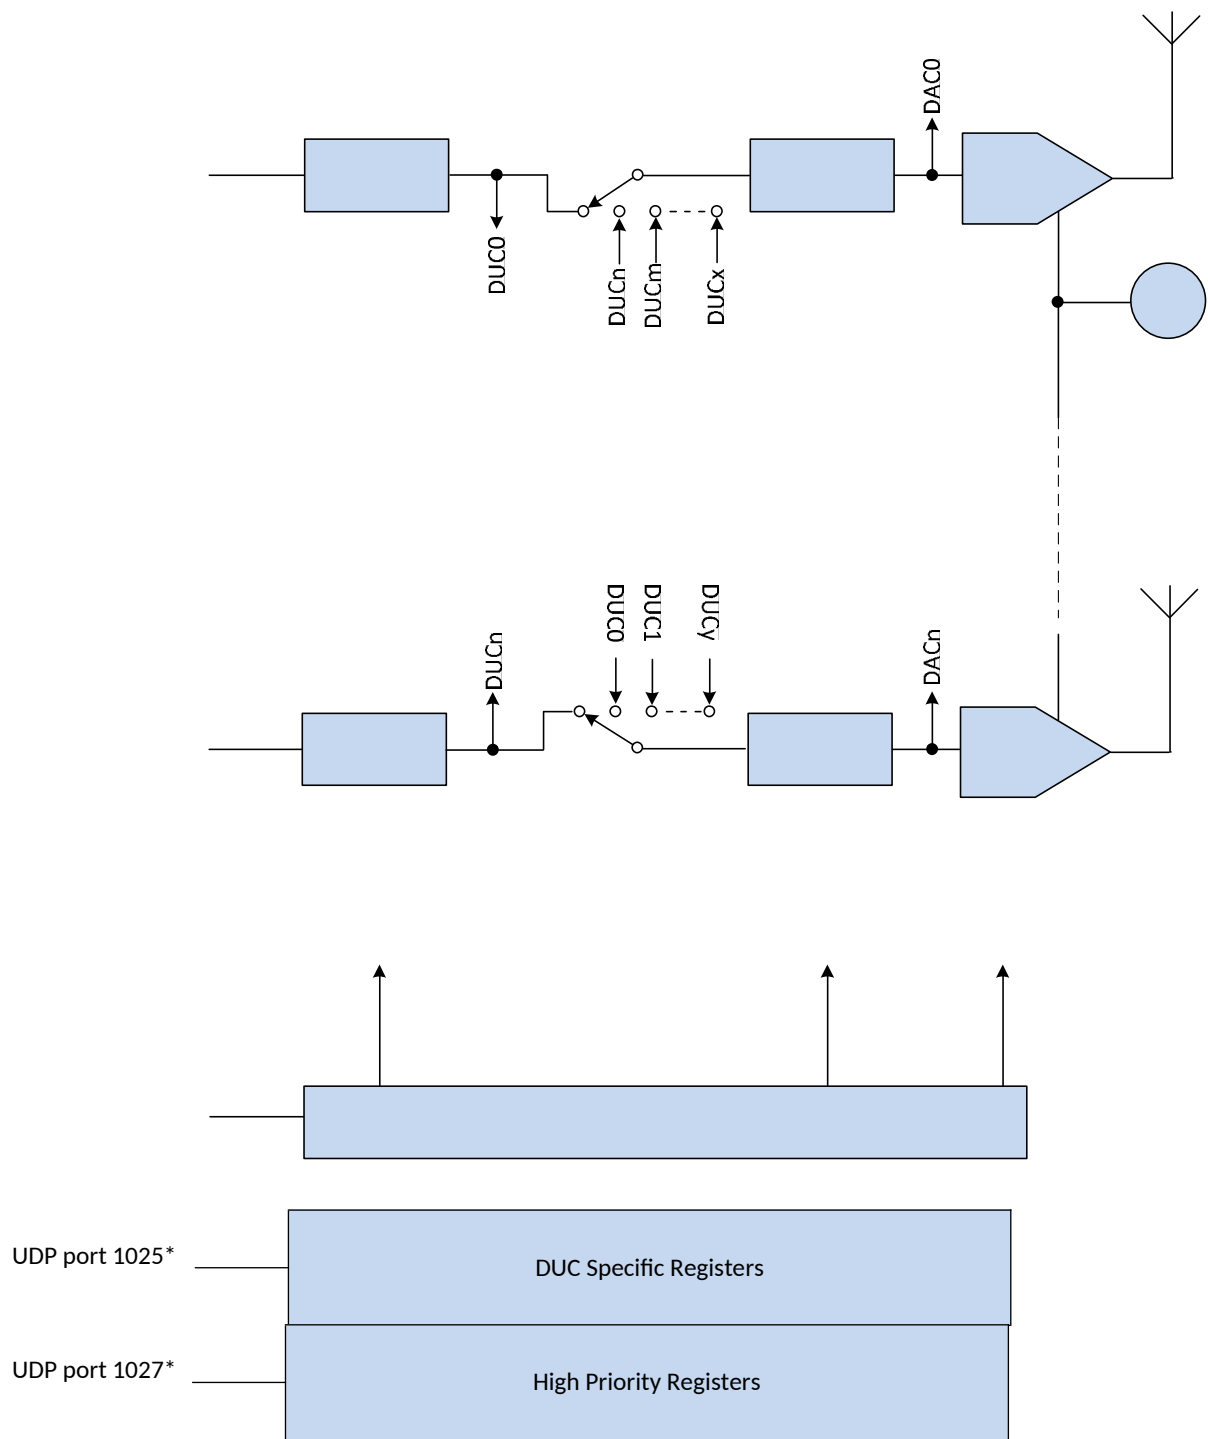 DAC0
DUC0
DUCn
DUCm
DUCx
DUC0
DUC1
DUCy
DUCn
DACn
UDP port 1025*
DUC Specific Registers
UDP port 1027*
High Priority Registers